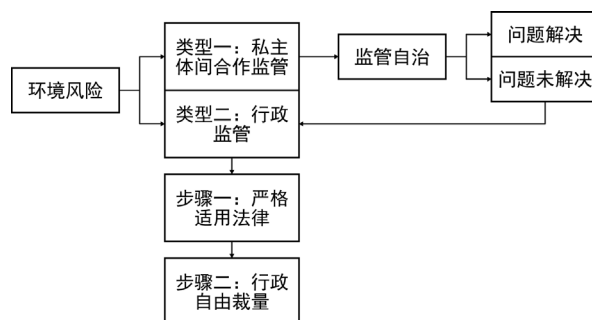 环境风险
类型一：私主
体间合作监管
类型二：行政
监管
监管自治
问题解决
问题未解决
步骤一：严格
适用法律
步骤二：行政
自由裁量